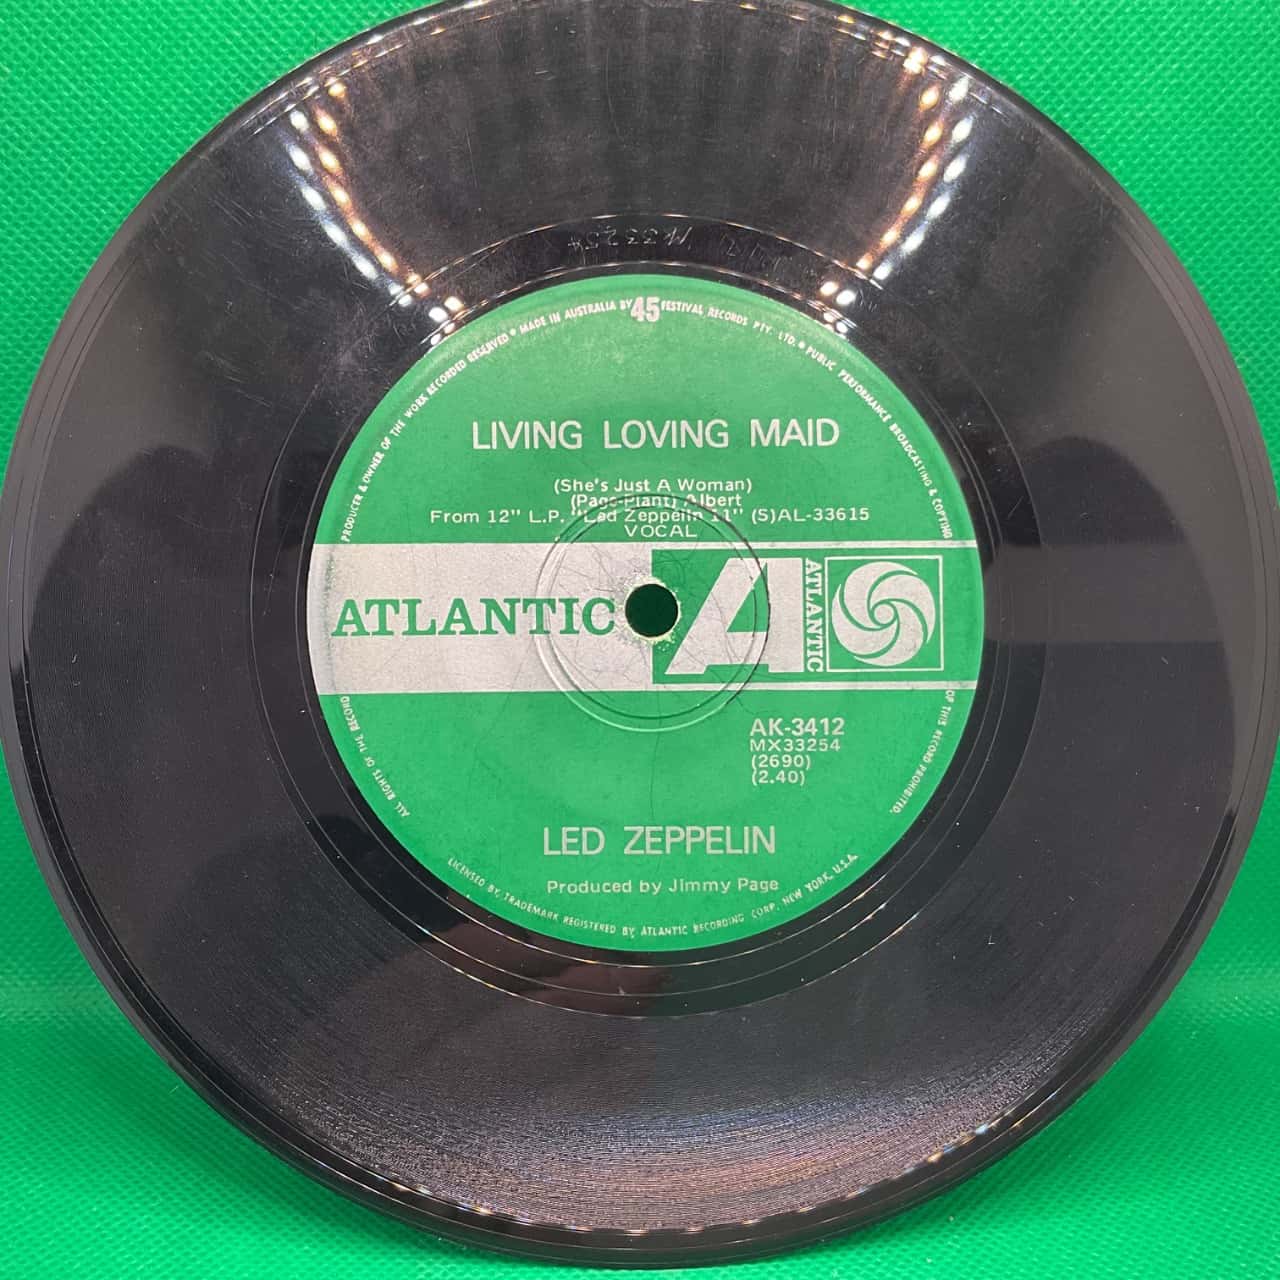 PRODUCER & OWNER OF THE WORK RECORDED RESERVED • MADE IN AUSTRALIA BY 45 FESTIVAL RECORDS PTY. LTD. • PUBLIC PERFORMANCE BROADCASTING & COPYING
LIVING LOVING MAID
(She's Just A Woman)
(Page-Plant) Albert
From 12" L.P. "Led Zeppelin 11" (S)AL-33615
VOCAL
ATLANTIC
A
ATLANTIC
AK-3412
MX33254
(2690)
(2.40)
LED ZEPPELIN
Produced by Jimmy Page
ALL RIGHTS OF THE RECORD
OF THIS RECORD PROHIBITED.
LICENSED BY TRADEMARK REGISTERED BY ATLANTIC RECORDING CORP. NEW YORK, U.S.A.